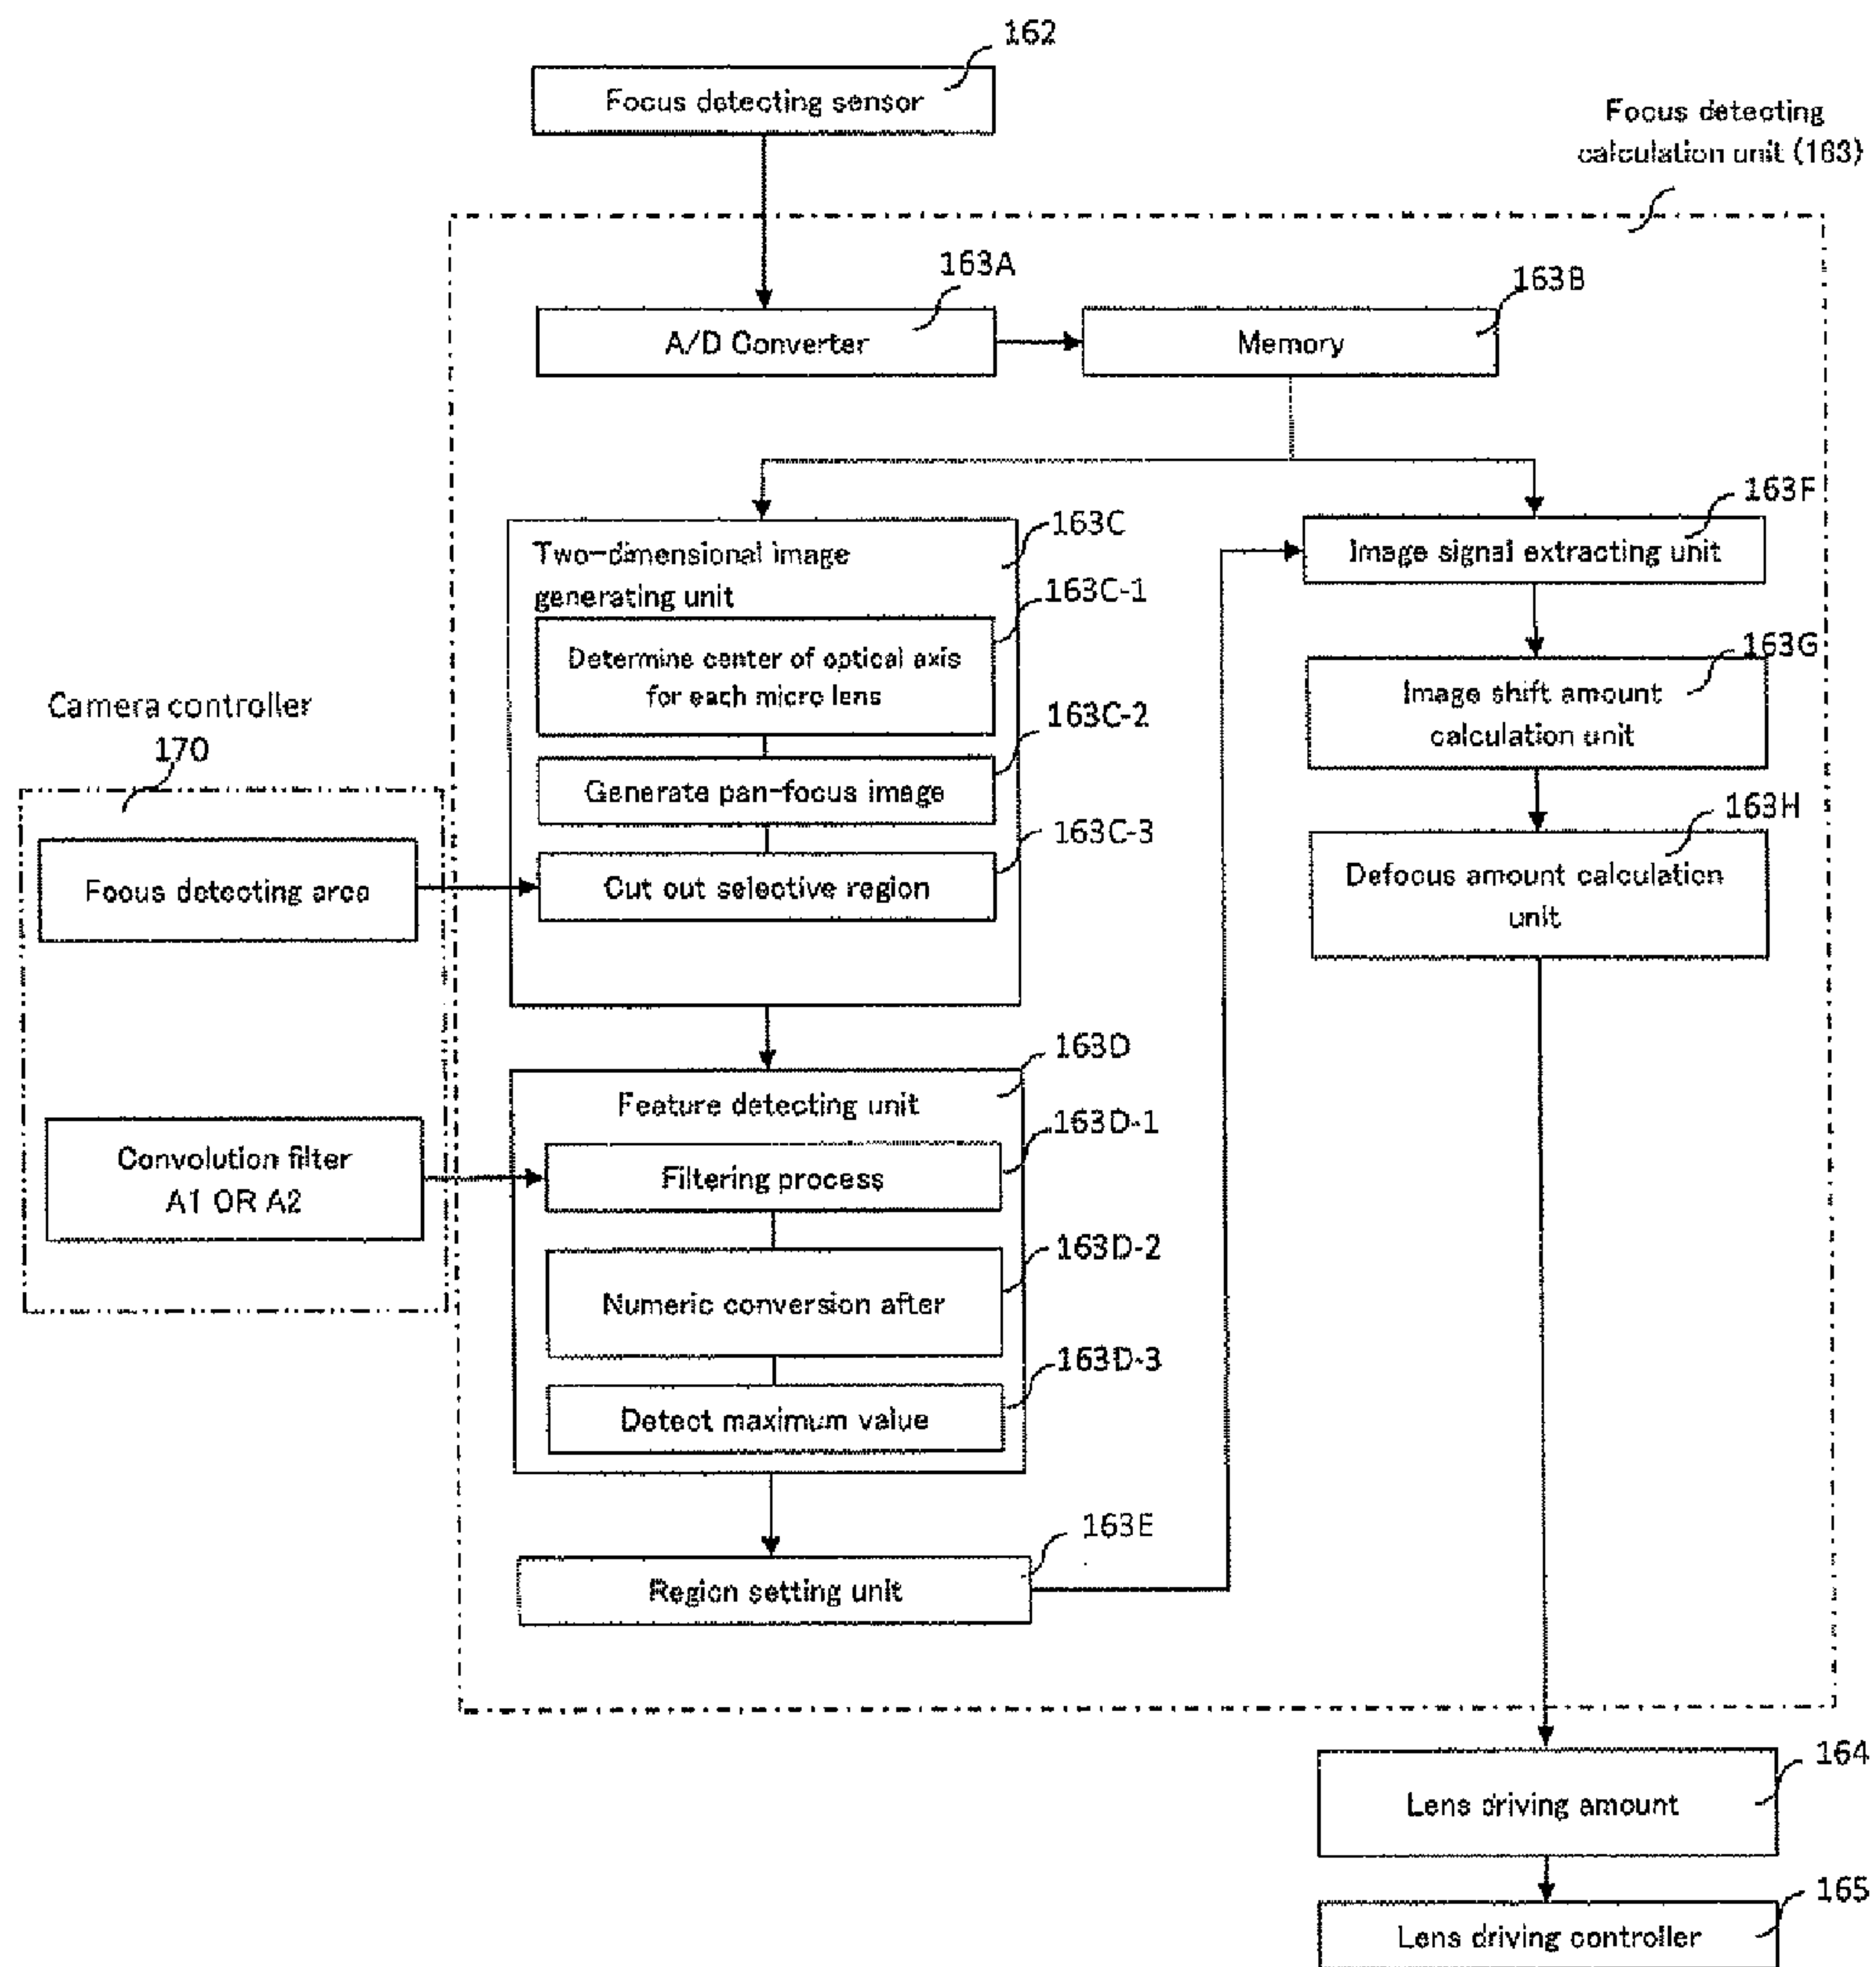 162
Focus detecting sensor
Focus detecting
calculation unit (163)
163A
A/D Converter
163B
Memory
163C
Two-dimensional image
generating unit
163C-1
Determine center of optical axis
for each micro lens
163C-2
Generate pan-focus image
163C-3
Cut out selective region
Camera controller
170
Focus detecting area
Convolution filter
A1 OR A2
163D
Feature detecting unit
163D-1
Filtering process
163D-2
Numeric conversion after
163D-3
Detect maximum value
163E
Region setting unit
163F
Image signal extracting unit
163G
Image shift amount
calculation unit
163H
Defocus amount calculation
unit
164
Lens driving amount
165
Lens driving controller